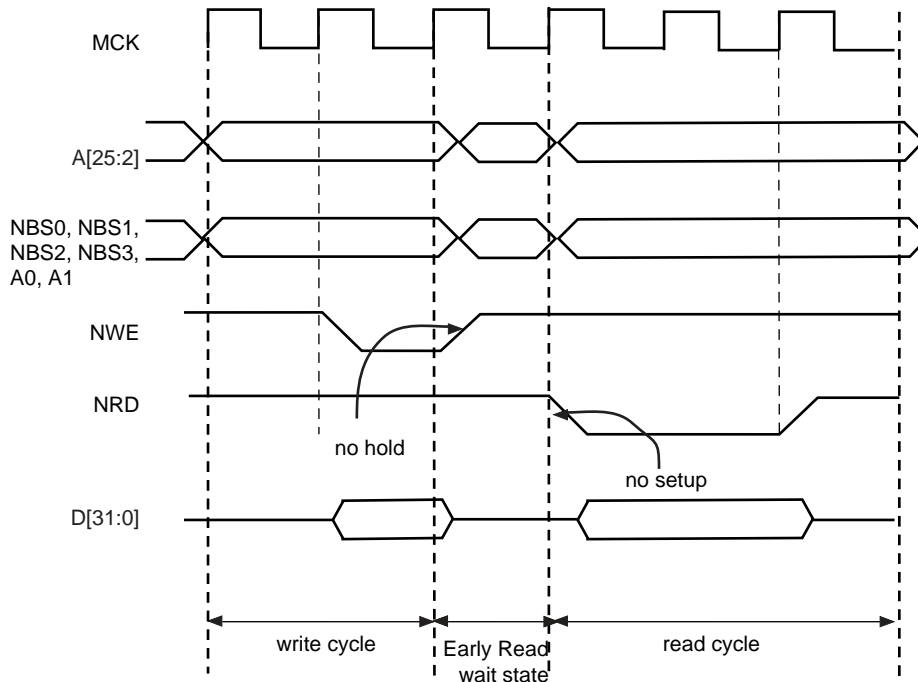 MCK
A[25:2]
NBS0, NBS1,
NBS2, NBS3,
A0, A1
NWE
NRD
no hold
no setup
D[31:0]
write cycle
Early Read
wait state
read cycle